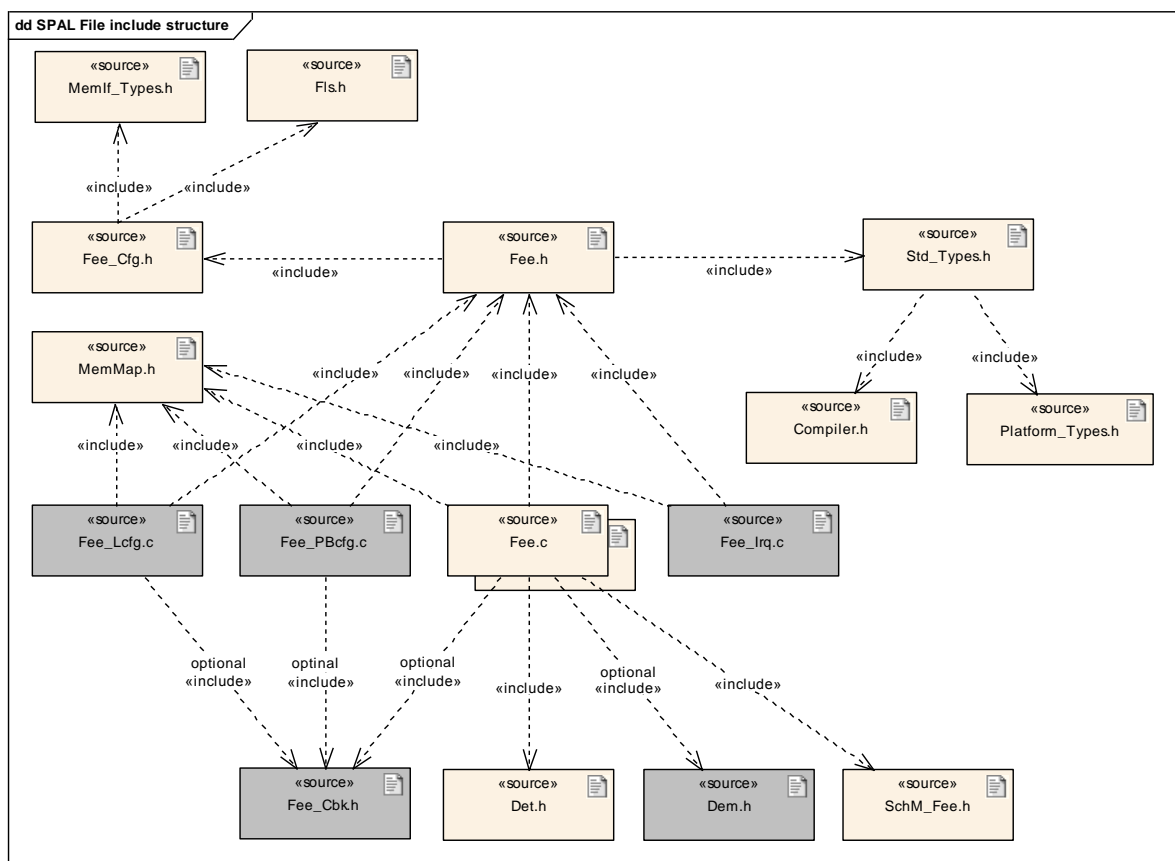 dd SPAL File include structure
«source»
MemIf_Types.h
«source»
Fls.h
«include»
«include»
«source»
Fee_Cfg.h
«source»
Fee.h
«source»
Std_Types.h
«include»
«include»
«source»
MemMap.h
«include»
«include»
«include»
«include»
«include»
«include»
«source»
Compiler.h
«source»
Platform_Types.h
«include»
«include»
«include»
«include»
«source»
Fee_Lcfg.c
«source»
Fee_PBcfg.c
«source»
Fee.c
«source»
Fee_Irq.c
optional
«include»
optinal
«include»
optional
«include»
«include»
optional
«include»
«include»
«source»
Fee_Cbk.h
«source»
Det.h
«source»
Dem.h
«source»
SchM_Fee.h